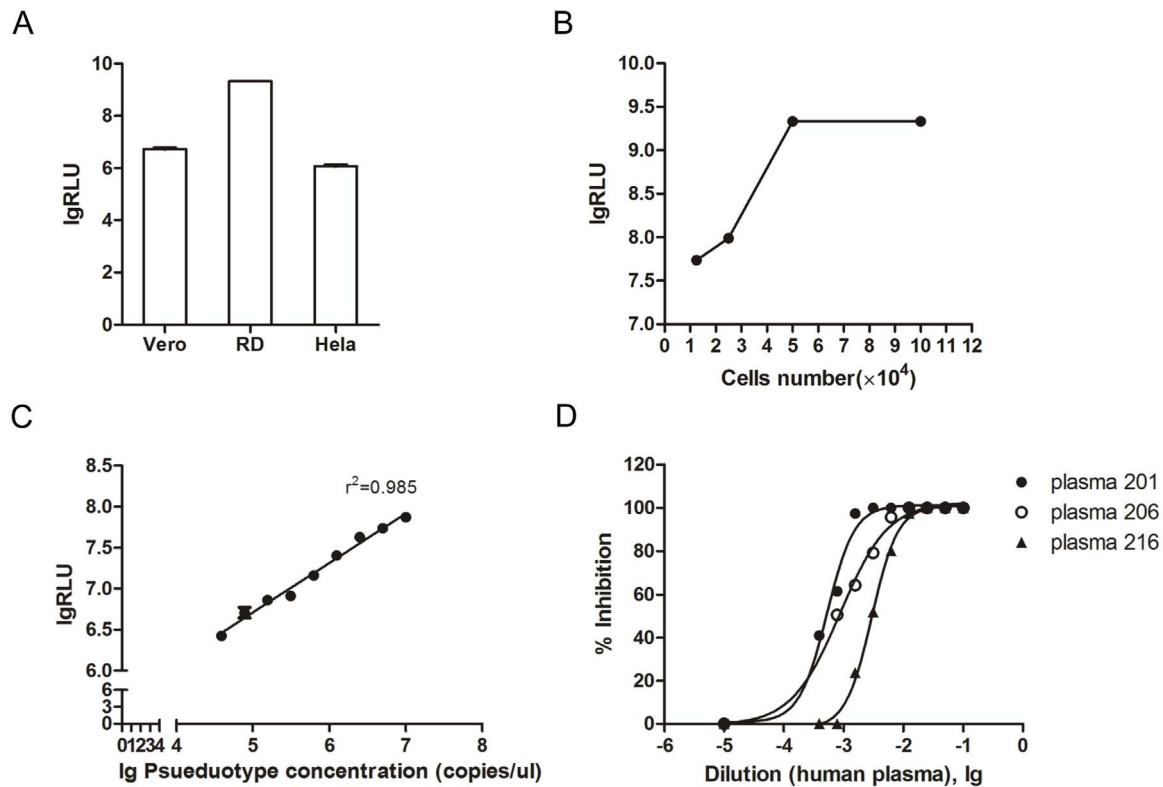 A
10
8
6
4
2
0
lgRLU
Vero RD Hela
B
10.0
9.5
9.0
8.5
8.0
7.5
7.0
lgRLU
0 1 2 3 4 5 6 7 8 9 10 11 12
Cells number(×10⁴)
C
8.5
8.0
7.5
7.0
6.5
6.0
6
3
0
lgRLU
r²=0.985
01234 4 5 6 7 8
lg Psueduotype concentration (copies/ul)
D
120
100
80
60
40
20
0
% Inhibition
-6 -5 -4 -3 -2 -1 0
Dilution (human plasma), lg
plasma 201
plasma 206
plasma 216